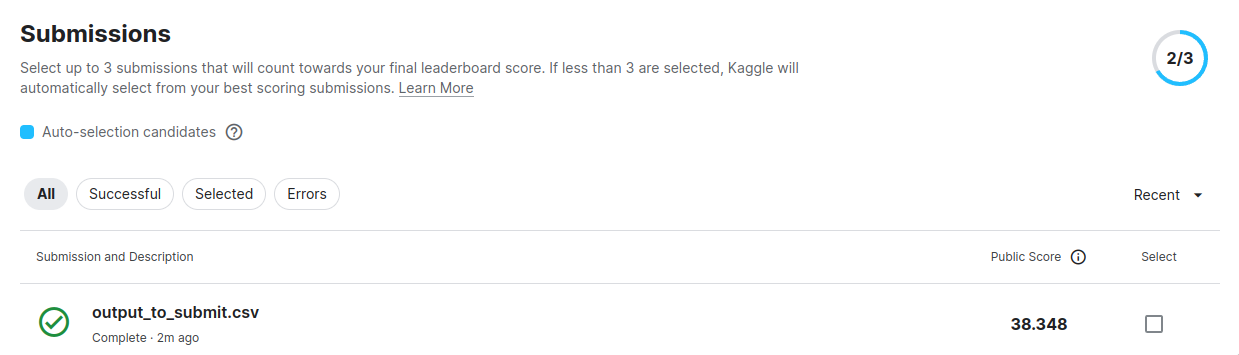 Submissions
2/3
Select up to 3 submissions that will count towards your final leaderboard score. If less than 3 are selected, Kaggle will
automatically select from your best scoring submissions. Learn More
Auto-selection candidates ?
All Successful Selected Errors Recent
Submission and Description Public Score Select
output_to_submit.csv
38.348
Complete · 2m ago